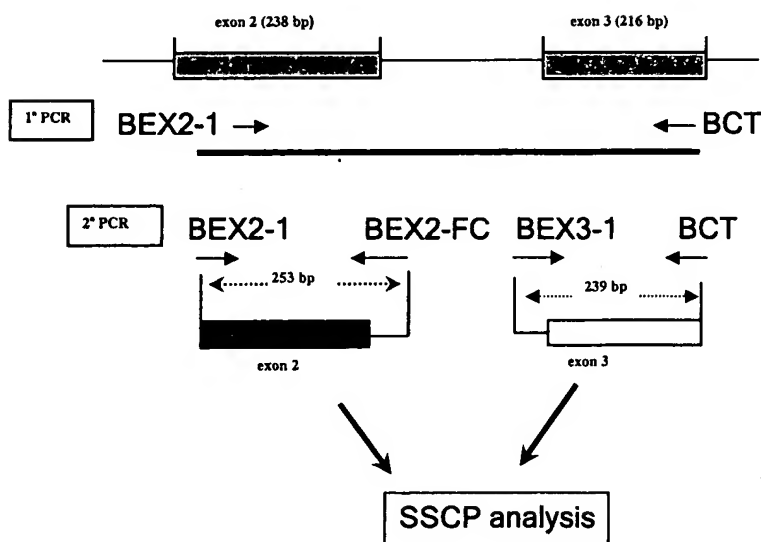 exon 2 (238 bp) exon 3 (216 bp)
1° PCR BEX2-1 BCT
2° PCR BEX2-1 BEX2-FC BEX3-1 BCT
253 bp 239 bp
exon 2 exon 3
SSCP analysis